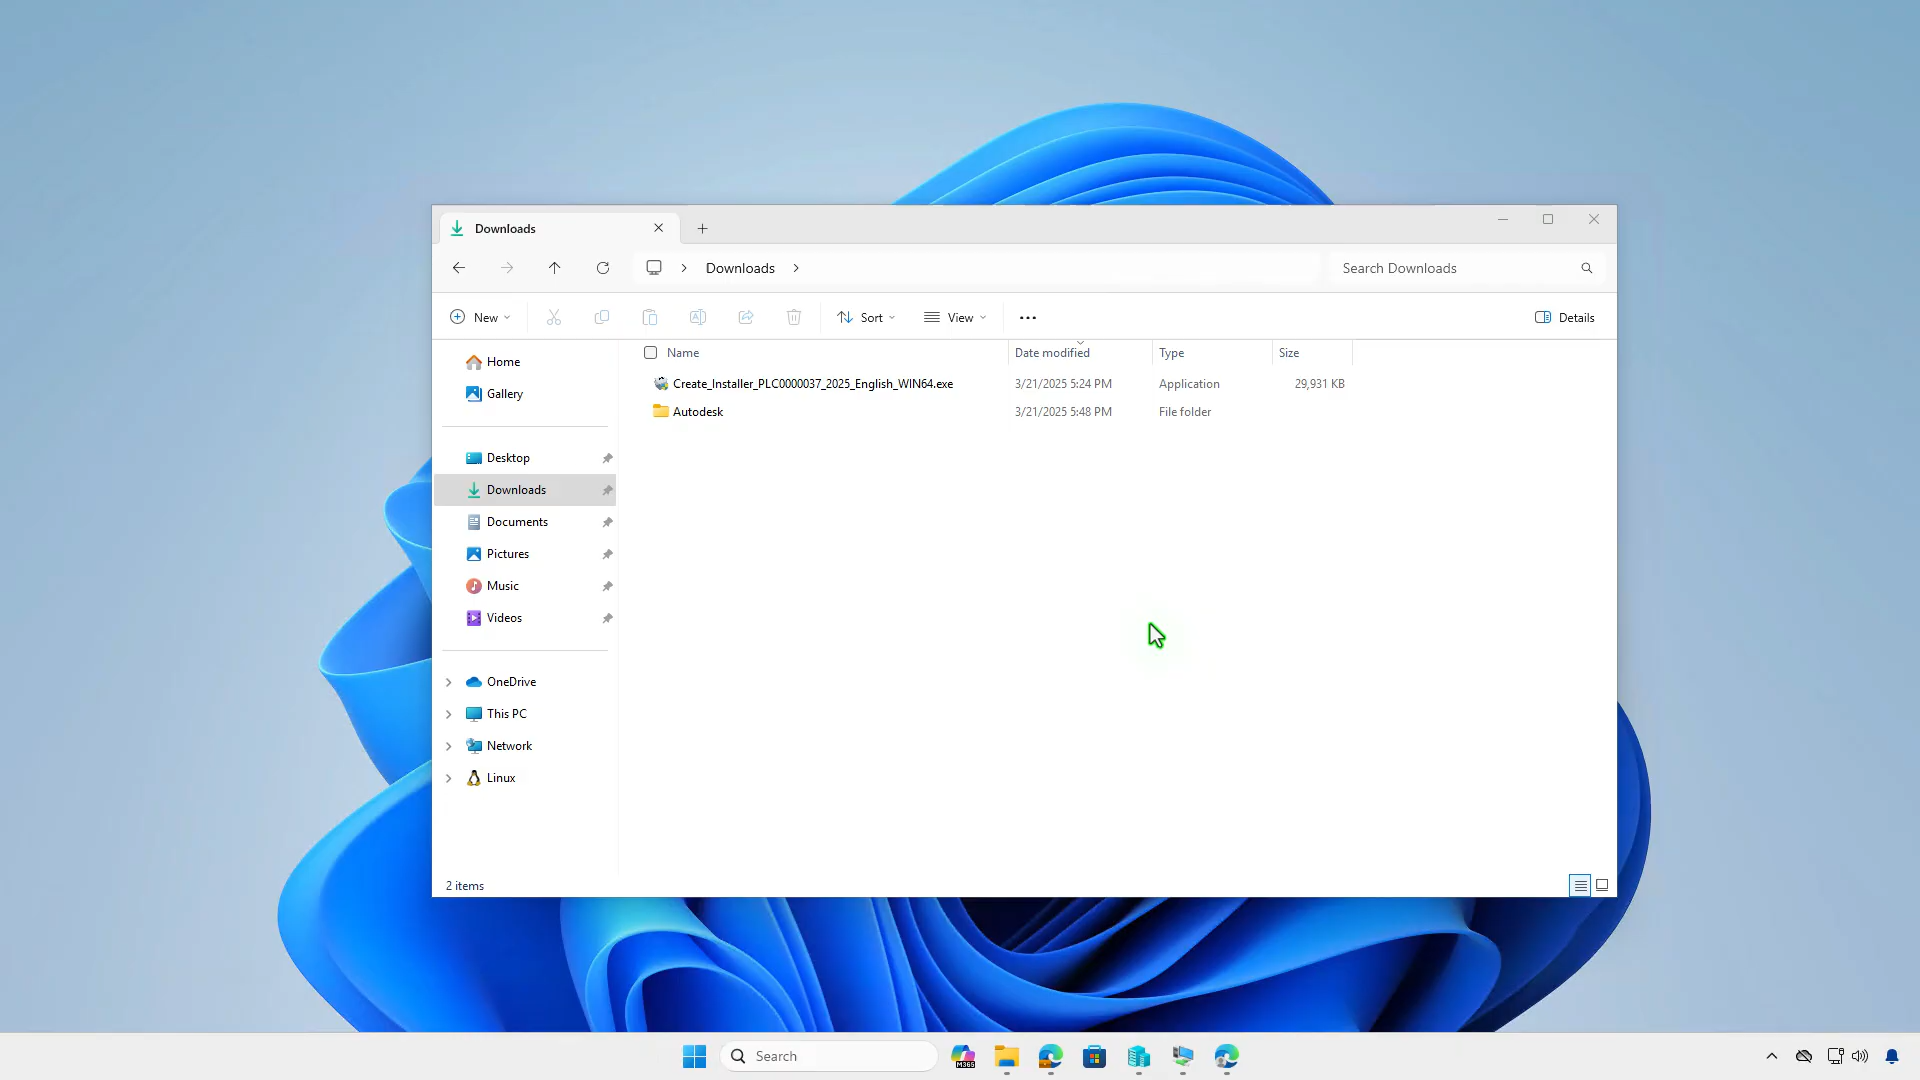 Downloads
Downloads
Search Downloads
New
Sort
View
Details
Name
Date modified
Type
Size
Home
Gallery
Desktop
Downloads
Documents
Pictures
Music
Videos
OneDrive
This PC
Network
Linux
Create_Installer_PLC0000037_2025_English_WIN64.exe 3/21/2025 5:24 PM Application 29,931 KB
Autodesk 3/21/2025 5:48 PM File folder
2 items
Search
M365